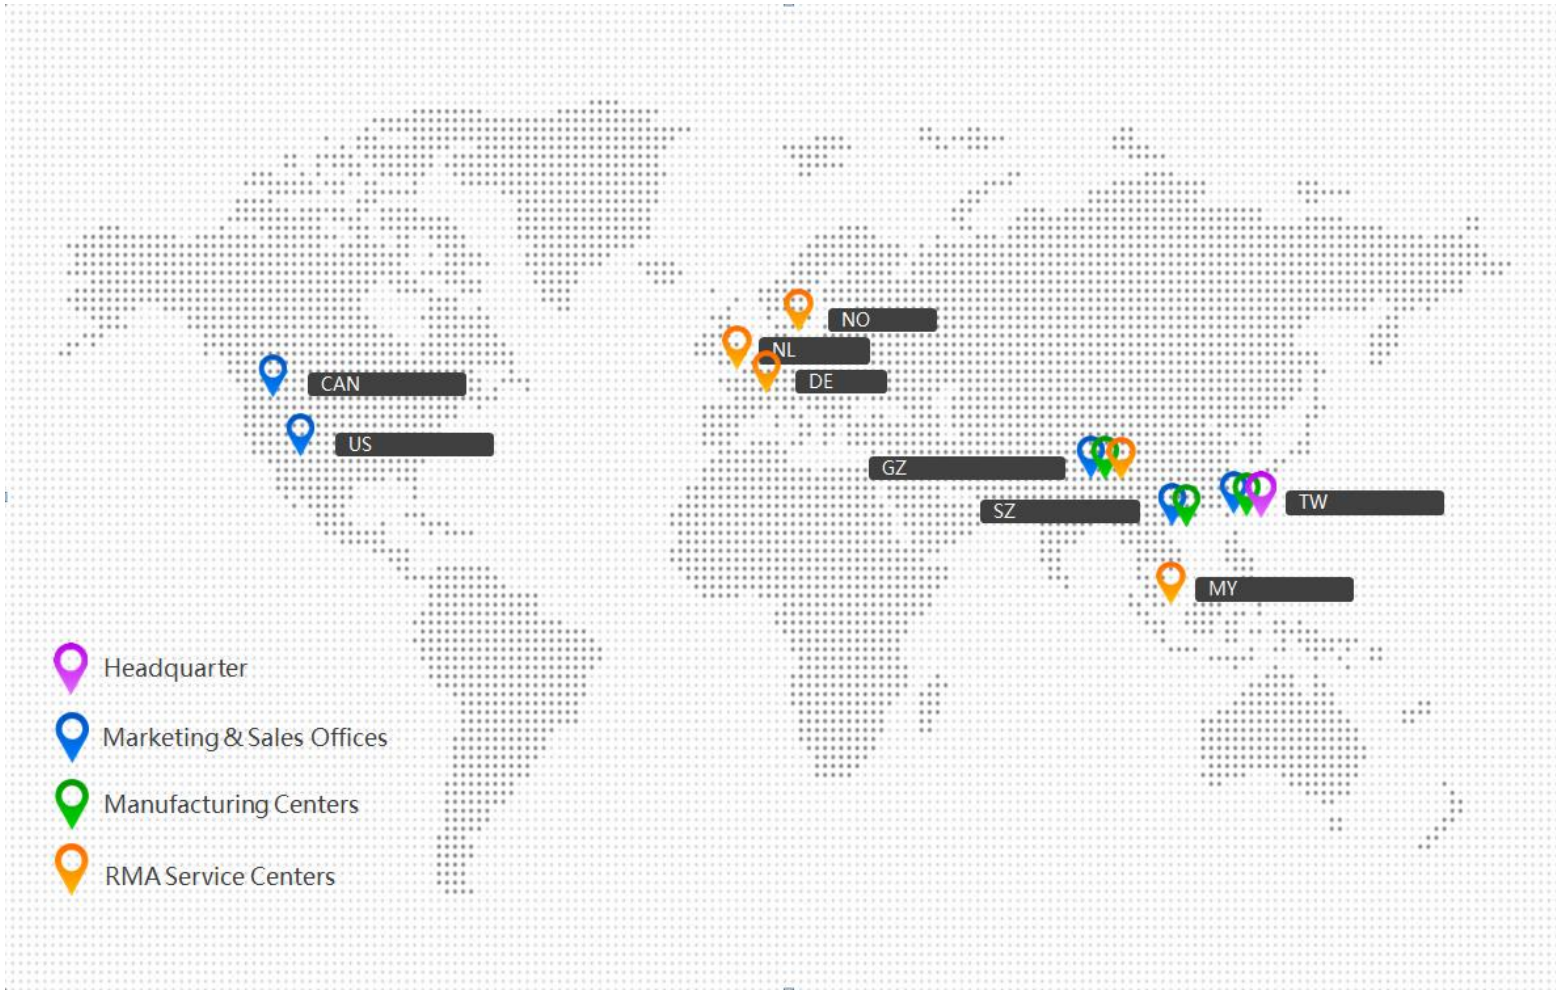 NO
NL
DE
CAN
US
GZ
SZ
TW
MY
Headquarter
Marketing & Sales Offices
Manufacturing Centers
RMA Service Centers